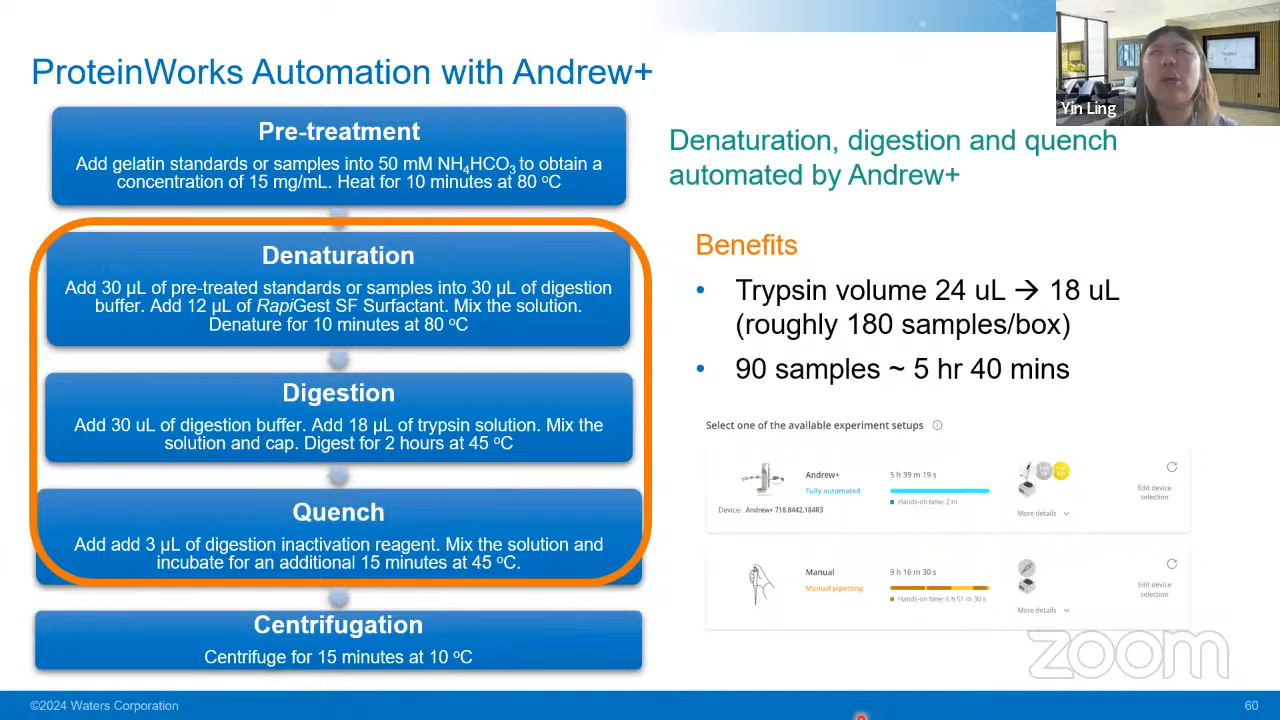 ProteinWorks Automation with Andrew+
Pre-treatment
Add gelatin standards or samples into 50 mM NH4HCO3 to obtain a
concentration of 15 mg/mL. Heat for 10 minutes at 80 ºC
Denaturation
Add 30 µL of pre-treated standards or samples into 30 µL of digestion
buffer. Add 12 µL of RapiGest SF Surfactant. Mix the solution.
Denature for 10 minutes at 80 ºC
Digestion
Add 30 uL of digestion buffer. Add 18 µL of trypsin solution. Mix the
solution and cap. Digest for 2 hours at 45 ºC
Quench
Add add 3 µL of digestion inactivation reagent. Mix the solution and
incubate for an additional 15 minutes at 45 ºC.
Centrifugation
Centrifuge for 15 minutes at 10 ºC
Yin Ling
Denaturation, digestion and quench
automated by Andrew+
Benefits
• Trypsin volume 24 uL → 18 uL
(roughly 180 samples/box)
• 90 samples ~ 5 hr 40 mins
Select one of the available experiment setups
Andrew+
Fully automated
Device: Andrew+ 718.8442.184R3
5 h 39 m 19 s
Hands-on time: 2 m
More details
Edit device
selection
Manual
Manual pipetting
9 h 16 m 30 s
Hands-on time: 6 h 51 m 30 s
More details
Edit device
selection
zoom
©2024 Waters Corporation
60